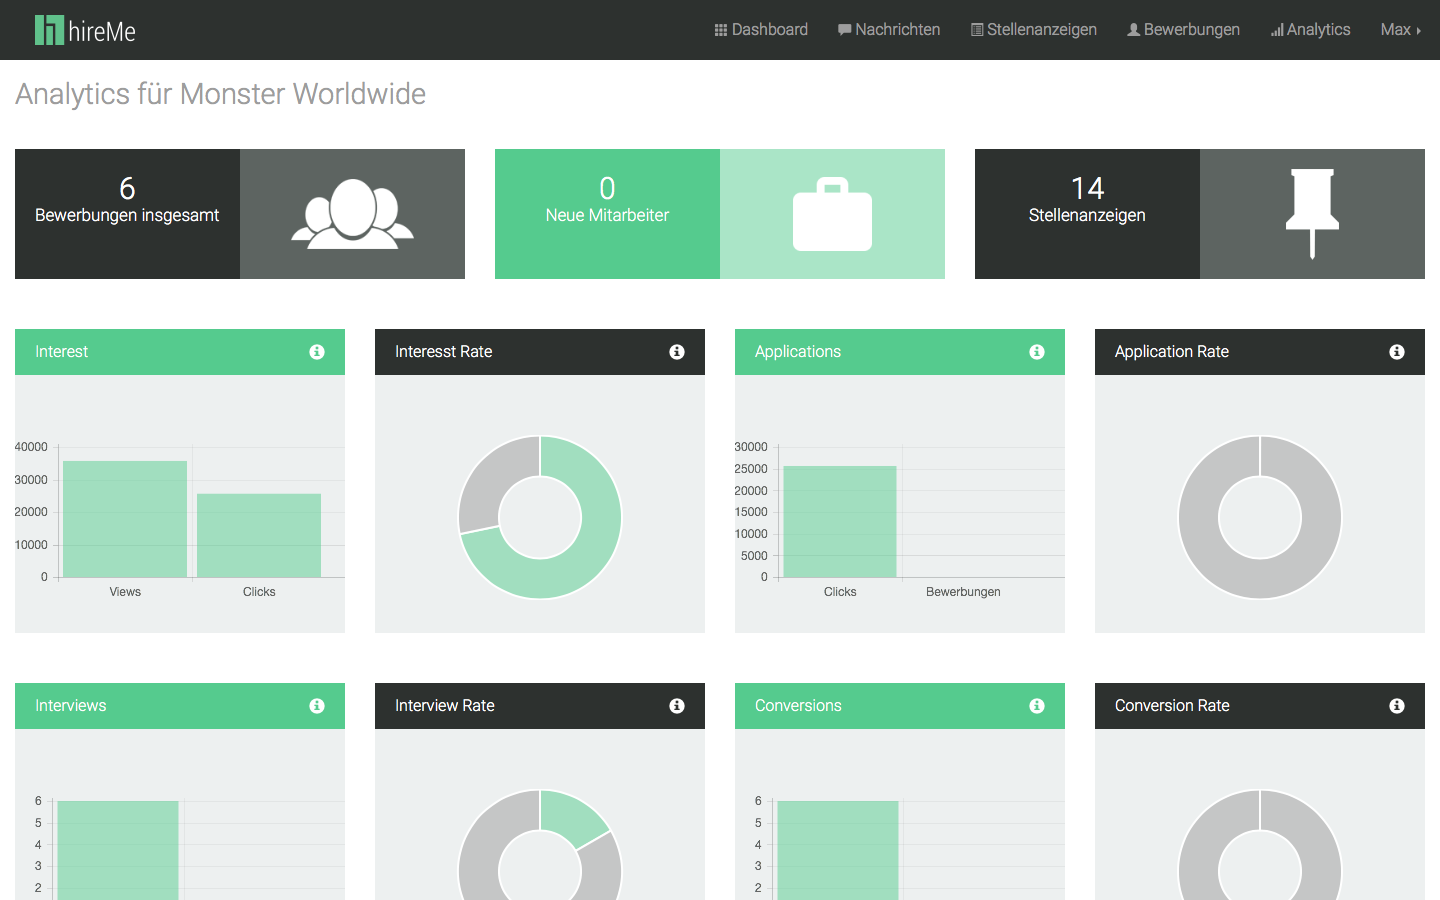 hireMe
Dashboard
Nachrichten
Stellenanzeigen
Bewerbungen
Analytics
Max
Analytics für Monster Worldwide
6
Bewerbungen insgesamt
0
Neue Mitarbeiter
14
Stellenanzeigen
Interest
40000
30000
20000
10000
0
Views
Clicks
Interesst Rate
Applications
30000
25000
20000
15000
10000
5000
0
Clicks
Bewerbungen
Application Rate
Interviews
6
5
4
3
2
Interview Rate
Conversions
6
5
4
3
2
Conversion Rate